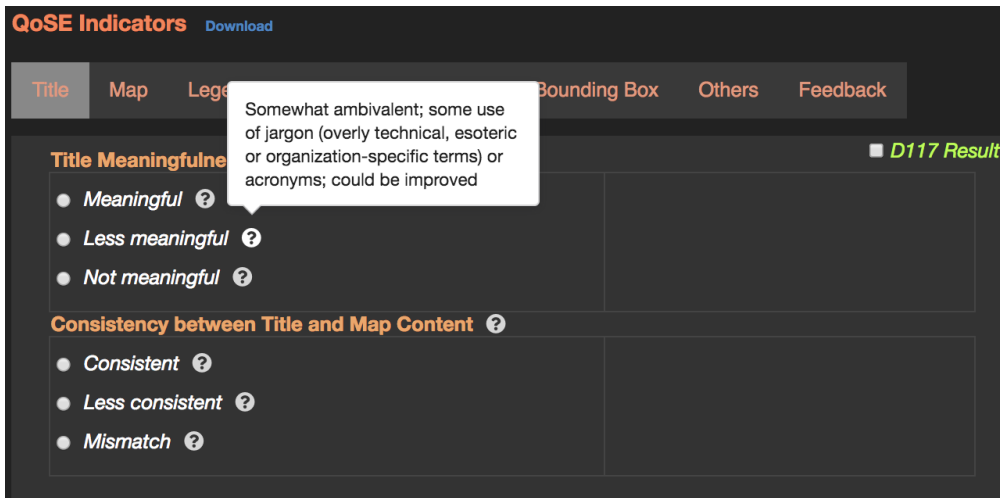 QoSE Indicators Download
Title Map Lege Bounding Box Others Feedback
Somewhat ambivalent; some use
of jargon (overly technical, esoteric
or organization-specific terms) or
acronyms; could be improved
D117 Result
Title Meaningfulne
Meaningful ?
Less meaningful ?
Not meaningful ?
Consistency between Title and Map Content ?
Consistent ?
Less consistent ?
Mismatch ?